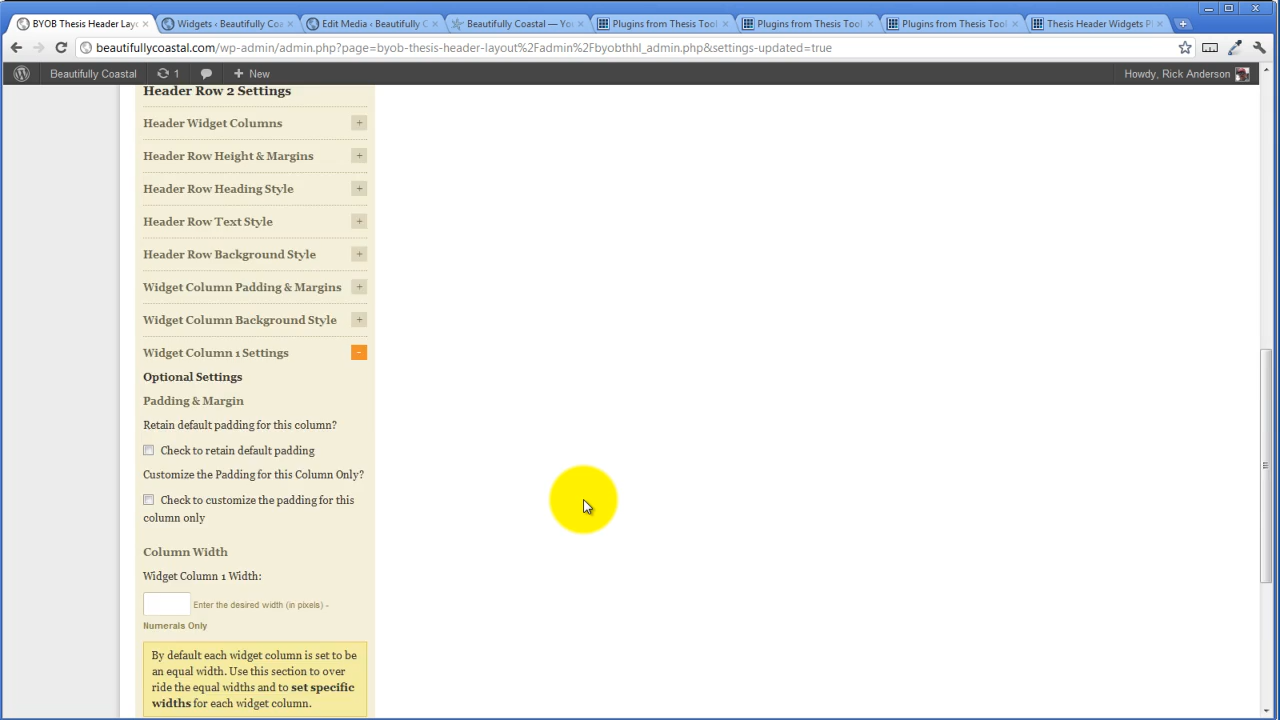 BYOB Thesis Header Layo
Widgets ‹ Beautifully Coa
Edit Media ‹ Beautifully C
Beautifully Coastal — You
Plugins from Thesis Tool
Plugins from Thesis Tool
Plugins from Thesis Tool
Thesis Header Widgets Pl
beautifullycoastal.com/wp-admin/admin.php?page=byob-thesis-header-layout%2Fadmin%2Fbyobthhl_admin.php&settings-updated=true
Beautifully Coastal 1 + New Howdy, Rick Anderson
Header Row 2 Settings
Header Widget Columns +
Header Row Height & Margins +
Header Row Heading Style +
Header Row Text Style +
Header Row Background Style +
Widget Column Padding & Margins +
Widget Column Background Style +
Widget Column 1 Settings -
Optional Settings
Padding & Margin
Retain default padding for this column?
Check to retain default padding
Customize the Padding for this Column Only?
Check to customize the padding for this
column only
Column Width
Widget Column 1 Width:
Enter the desired width (in pixels) -
Numerals Only
By default each widget column is set to be
an equal width. Use this section to over
ride the equal widths and to set specific
widths for each widget column.